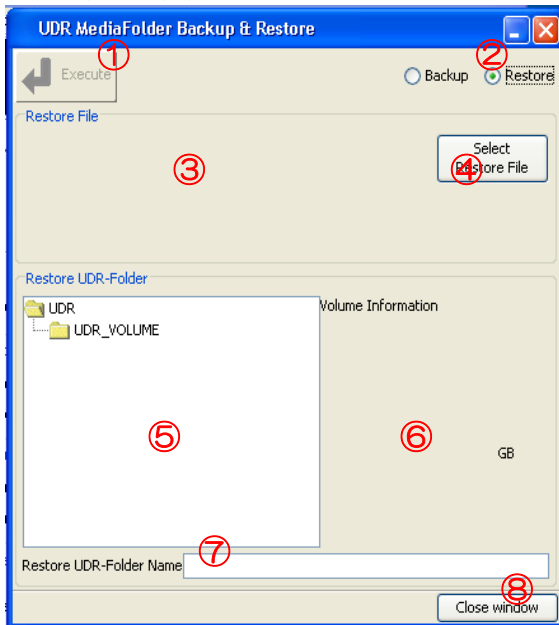 UDR MediaFolder Backup & Restore
①
②
Execute
Backup
Restore
Restore File
③
④
Select
Restore File
Restore UDR-Folder
UDR
UDR_VOLUME
Volume Information
⑤
⑥
GB
⑦
Restore UDR-Folder Name
⑧
Close window